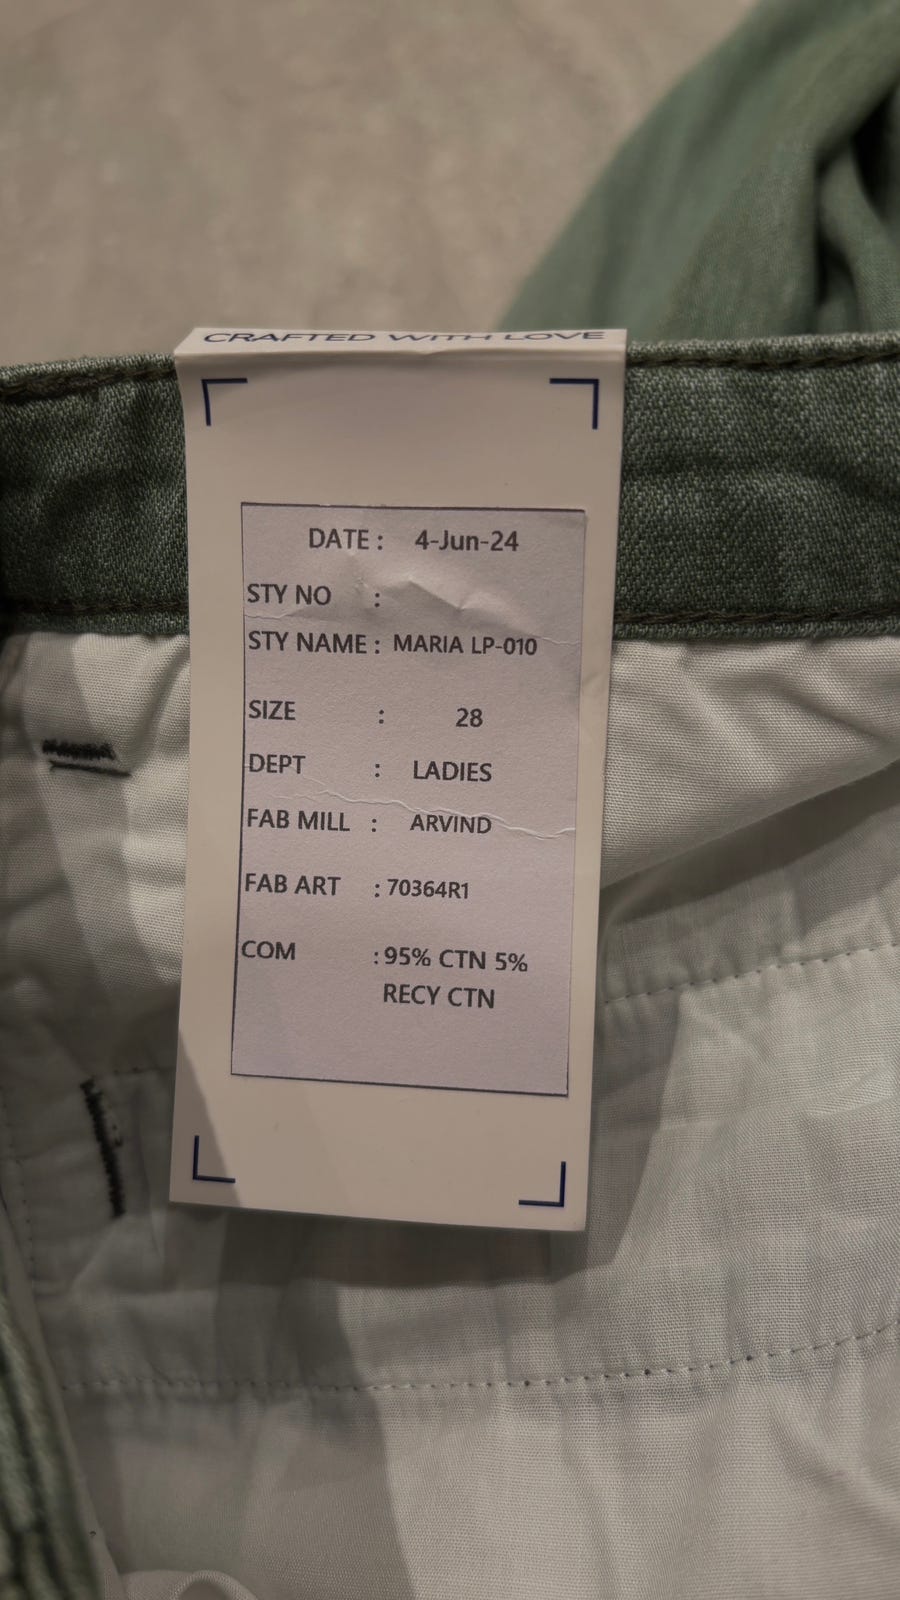 CRAFTED WITH LOVE
DATE : 4-Jun-24
STY NO :
STY NAME : MARIA LP-010
SIZE : 28
DEPT : LADIES
FAB MILL : ARVIND
FAB ART : 70364R1
COM : 95% CTN 5%
RECY CTN